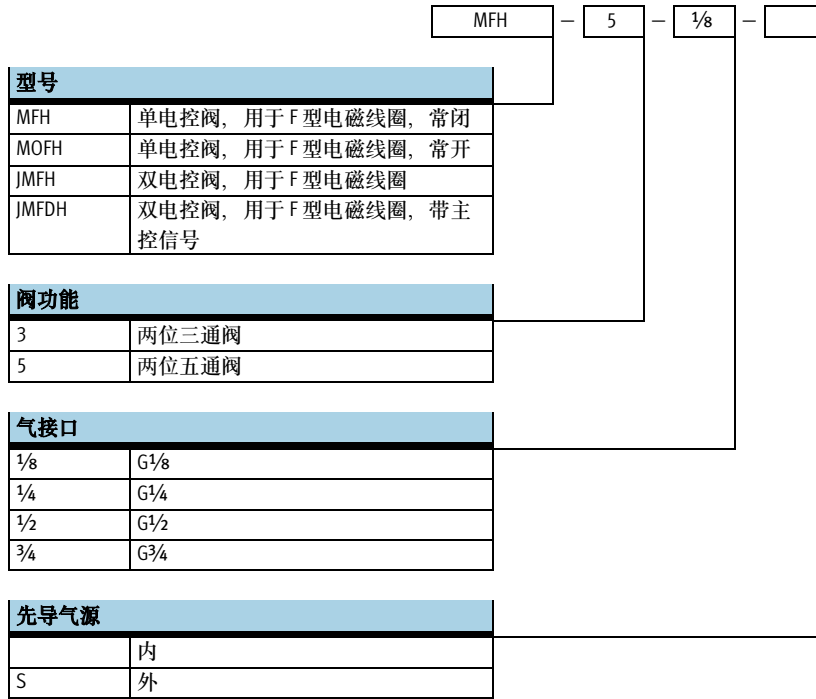 MFH – 5 – ⅛ –
型号
MFH 单电控阀, 用于 F 型电磁线圈, 常闭
MOFH 单电控阀, 用于 F 型电磁线圈, 常开
JMFH 双电控阀, 用于 F 型电磁线圈
JMFDH 双电控阀, 用于 F 型电磁线圈, 带主
控信号
阀功能
3 两位三通阀
5 两位五通阀
气接口
⅛ G⅛
¼ G¼
½ G½
¾ G¾
先导气源
内
S 外